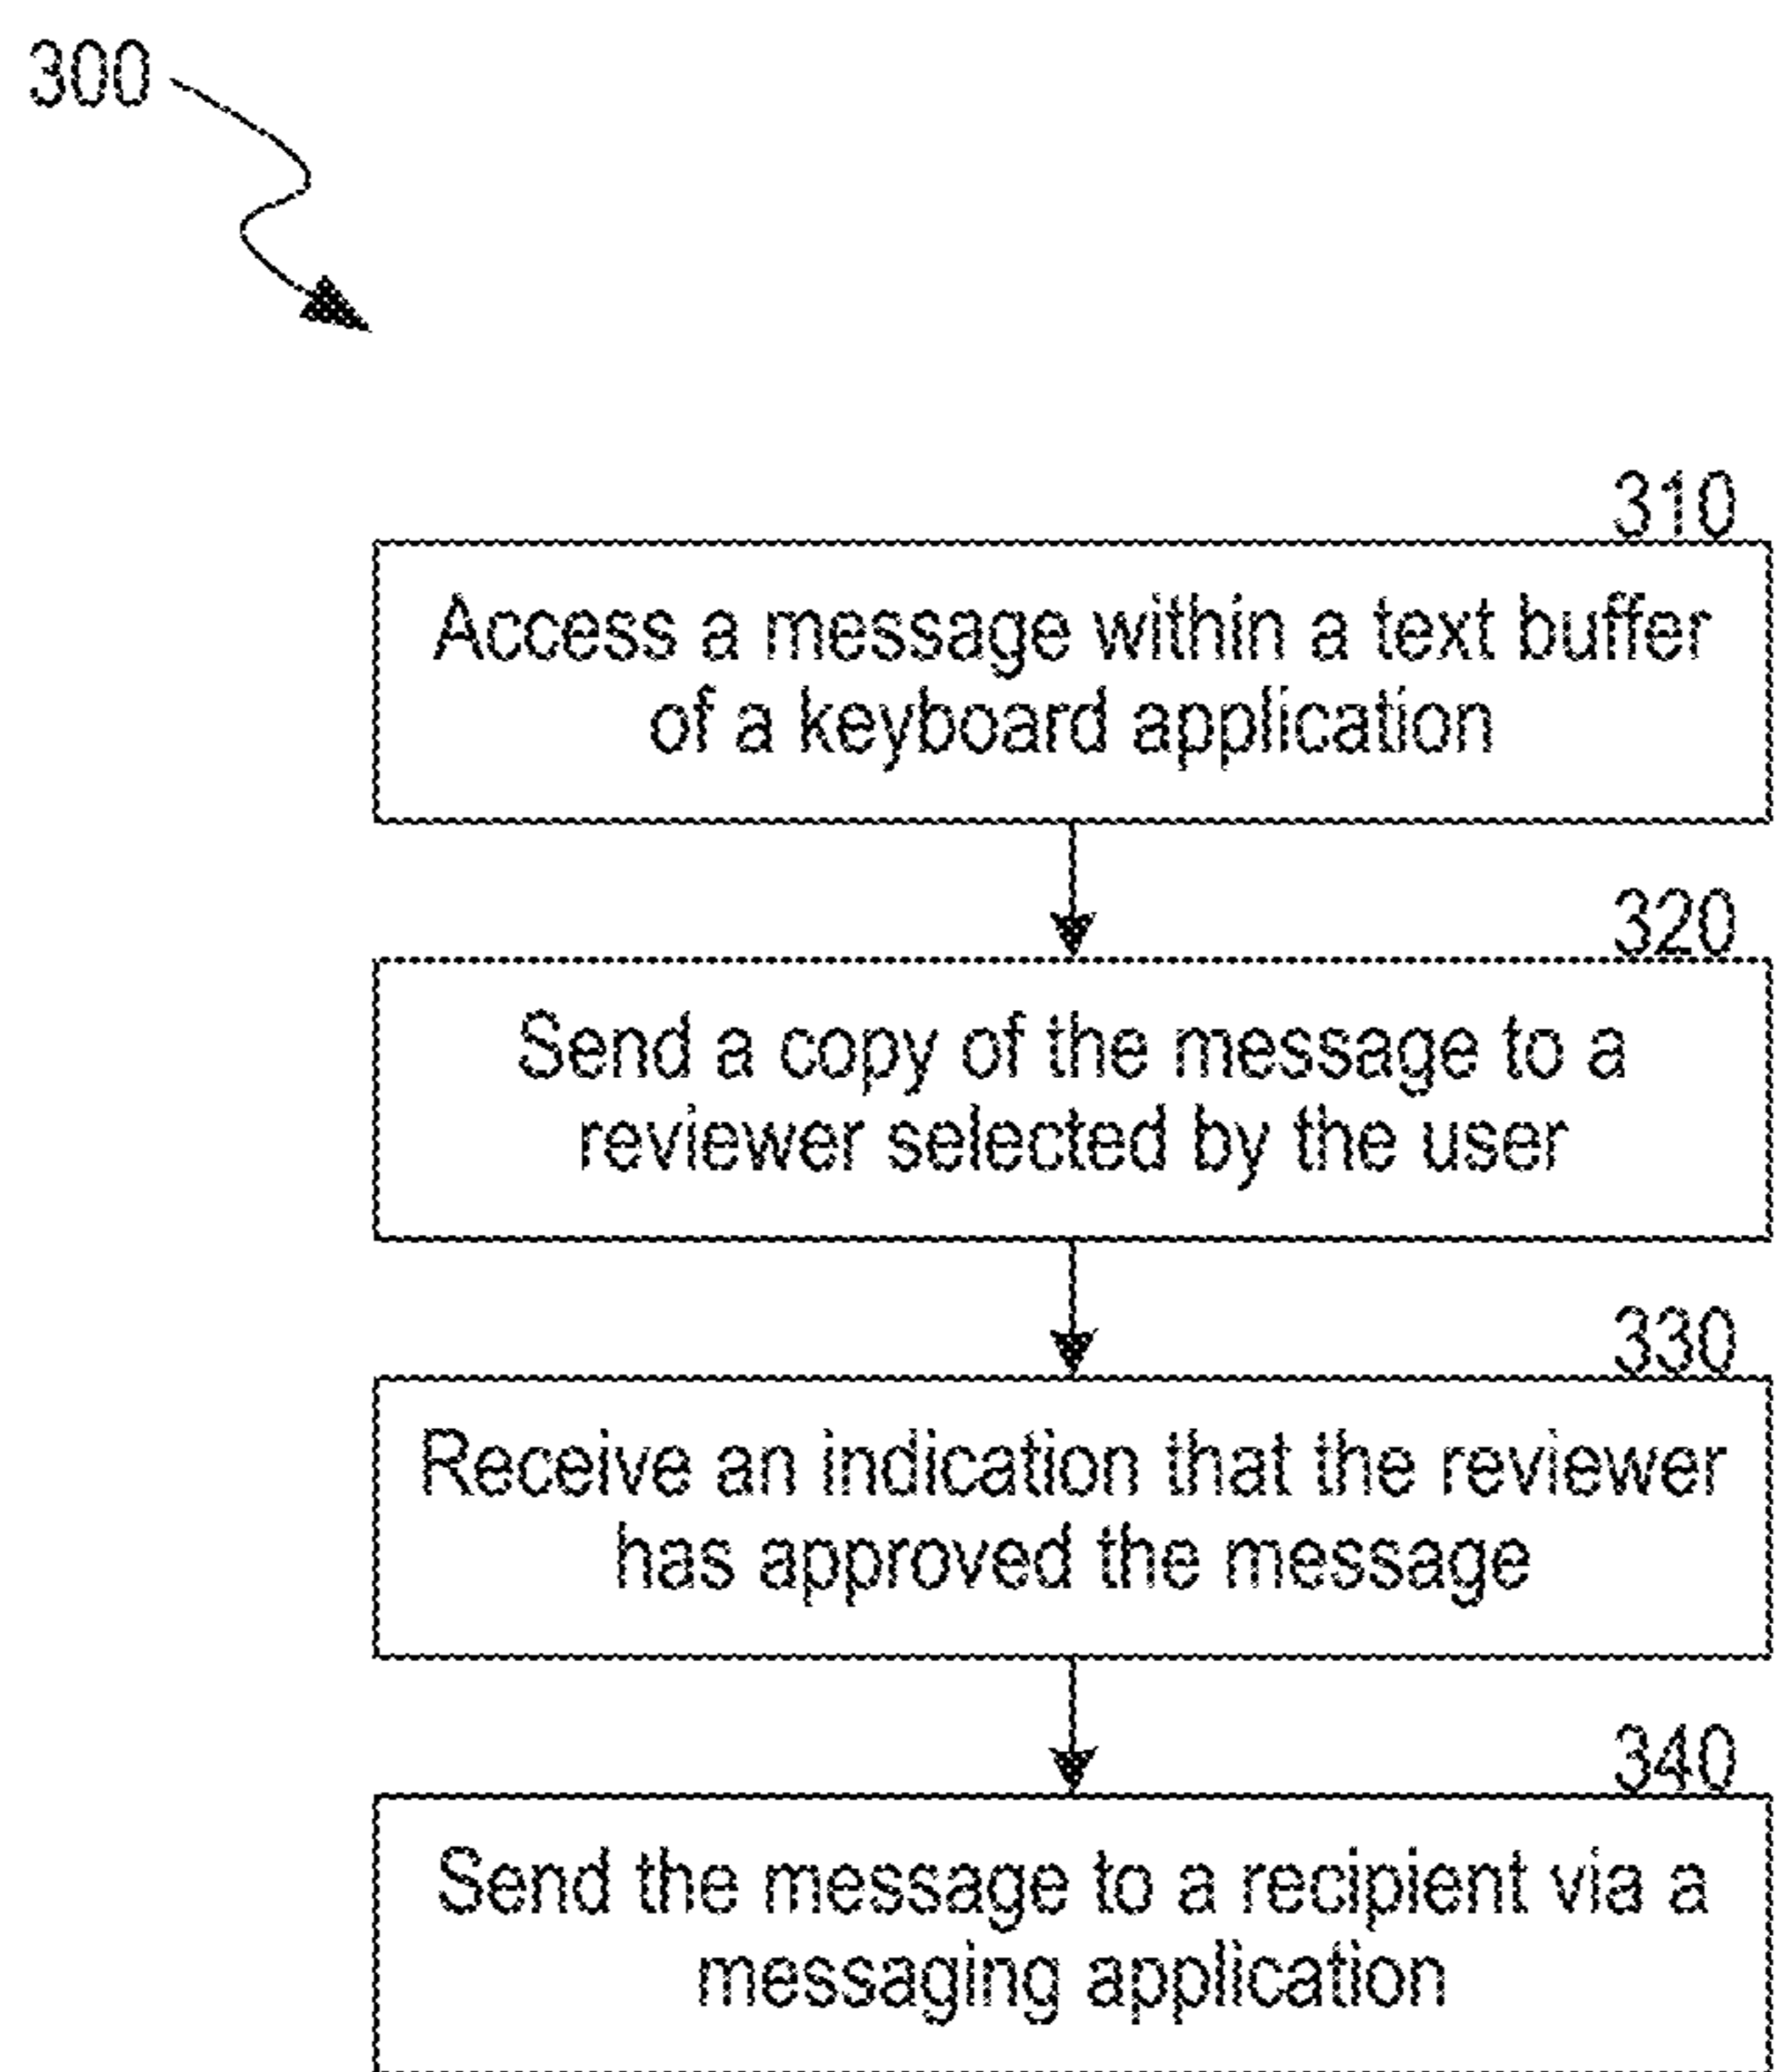 300
310
Access a message within a text buffer
of a keyboard application
320
Send a copy of the message to a
reviewer selected by the user
330
Receive an indication that the reviewer
has approved the message
340
Send the message to a recipient via a
messaging application